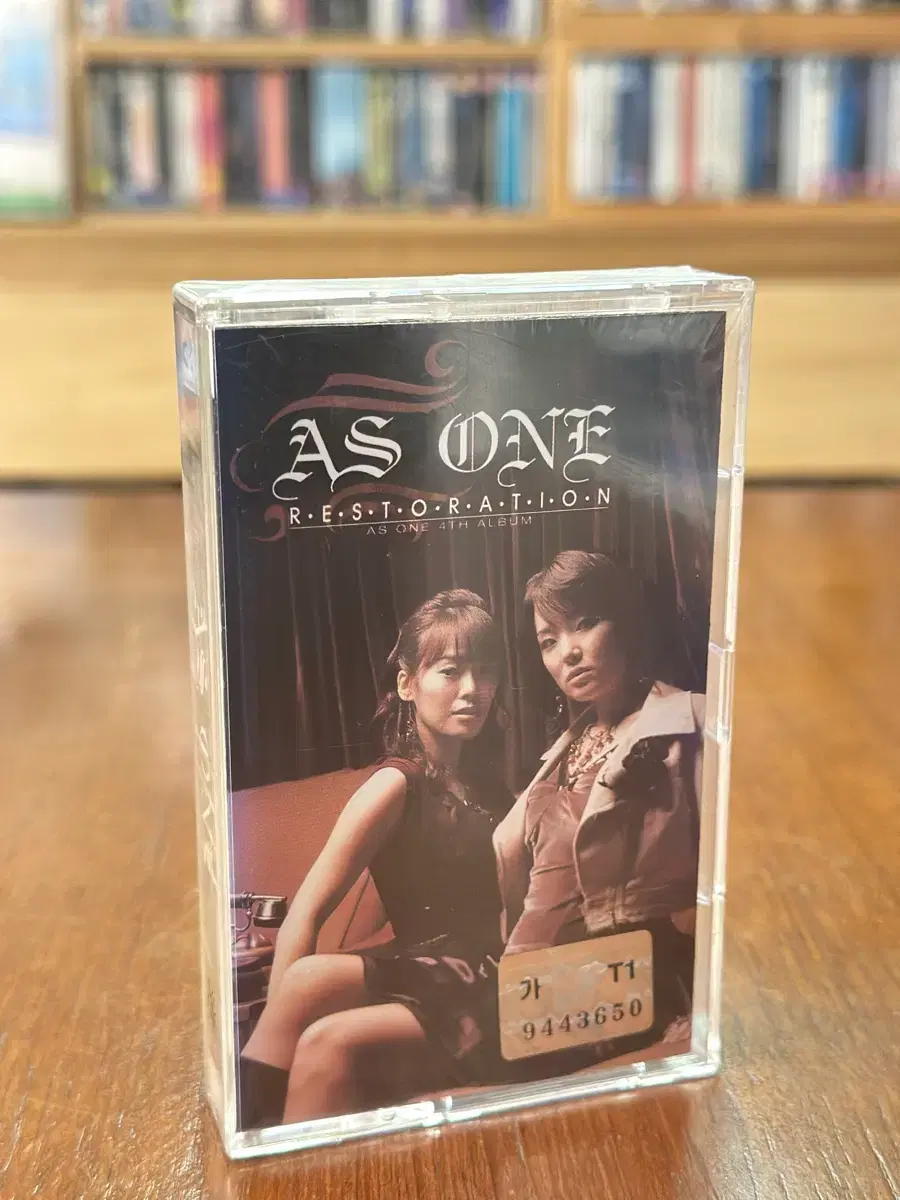 AS ONE
R·E·S·T·O·R·A·T·I·O·N
AS ONE 4TH ALBUM
가 T1
9443650